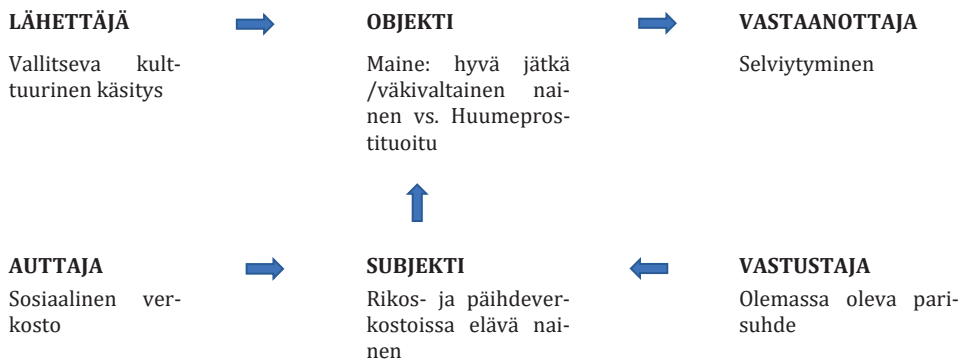 LÄHETTÄJÄ
Vallitseva kult-
tuurinen käsitys
OBJEKTI
Maine: hyvä jätkä
/väkivaltainen nai-
nen vs. Huumepros-
tituoitu
VASTAANOTTAJA
Selviytyminen
AUTTAJA
Sosiaalinen ver-
kosto
SUBJEKTI
Rikos- ja päihdever-
kostoissa elävä nai-
nen
VASTUSTAJA
Olemassa oleva pari-
suhde